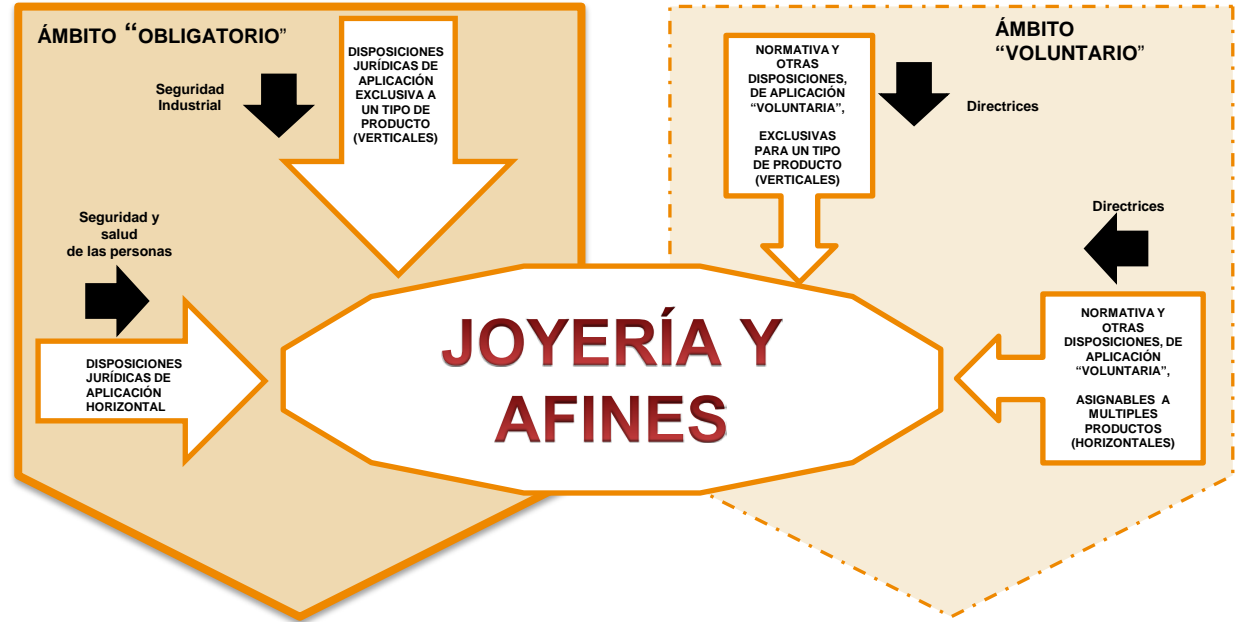 ÁMBITO “OBLIGATORIO”
Seguridad
Industrial
DISPOSICIONES
JURÍDICAS DE
APLICACIÓN
EXCLUSIVA A
UN TIPO DE
PRODUCTO
(VERTICALES)
Seguridad y
salud
de las personas
DISPOSICIONES
JURÍDICAS DE
APLICACIÓN
HORIZONTAL
JOYERÍA Y
AFINES
NORMATIVA Y
OTRAS
DISPOSICIONES,
DE APLICACIÓN
“VOLUNTARIA”,
EXCLUSIVAS
PARA UN TIPO
DE PRODUCTO
(VERTICALES)
ÁMBITO
“VOLUNTARIO”
Directrices
Directrices
NORMATIVA Y
OTRAS
DISPOSICIONES, DE
APLICACIÓN
“VOLUNTARIA”,
ASIGNABLES A
MULTIPLES
PRODUCTOS
(HORIZONTALES)